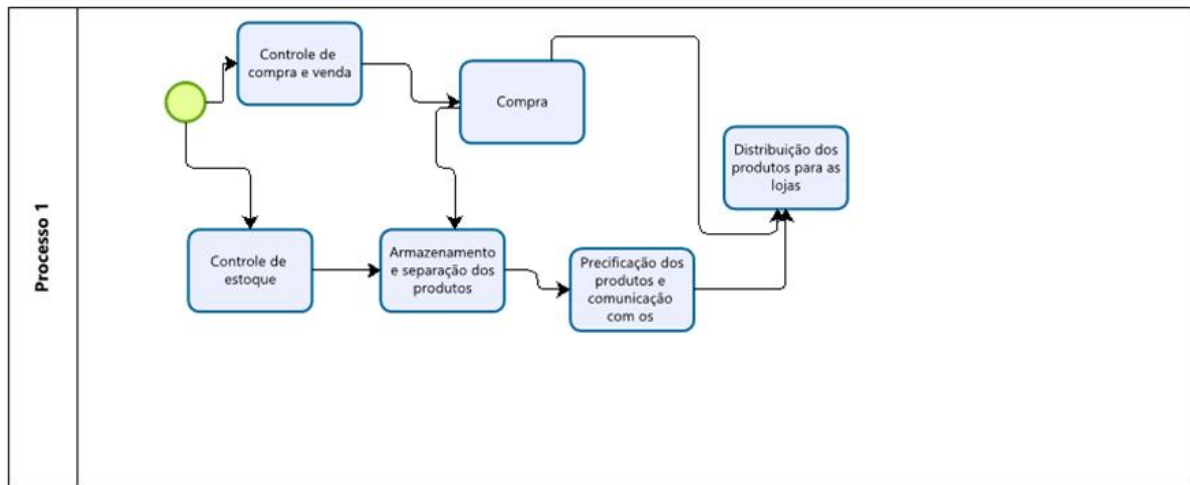 Processo 1
Controle de
compra e venda
Compra
Distribuição dos
produtos para as
lojas
Controle de
estoque
Armazenamento
e separação dos
produtos
Precificação dos
produtos e
comunicação
com os